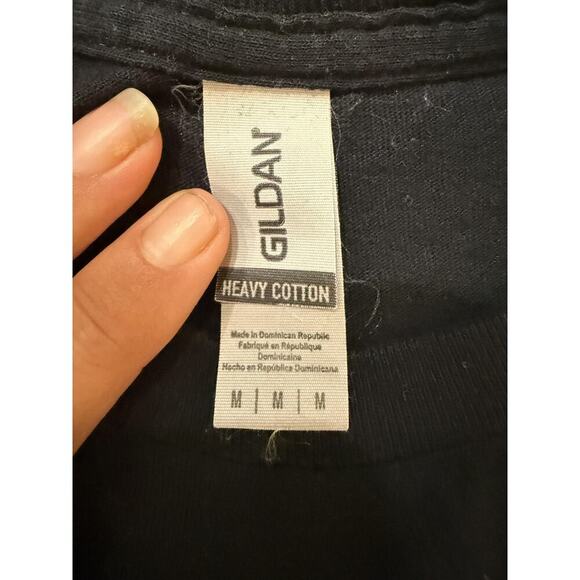 GILDAN®
HEAVY COTTON
Made in Dominican Republic
Fabriqué en République
Dominicaine
Hecho en República Dominicana
M | M | M